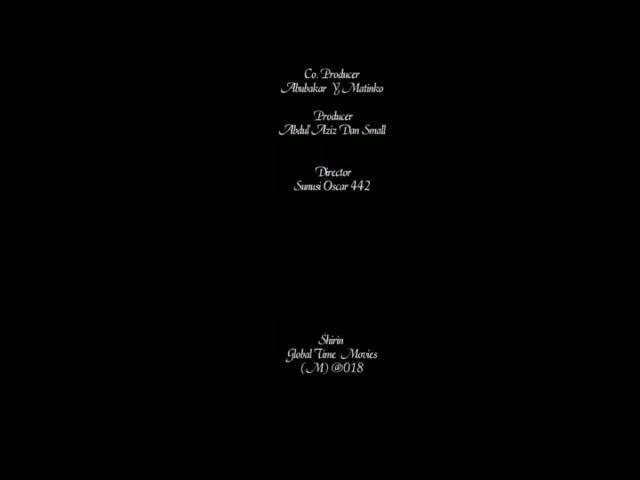 Co. Producer
Abubakar Y, Matinko
Producer
Abdul Aziz Dan Small
Director
Sunusi Oscar 442
Shirin
Global Time Movies
(M) @018